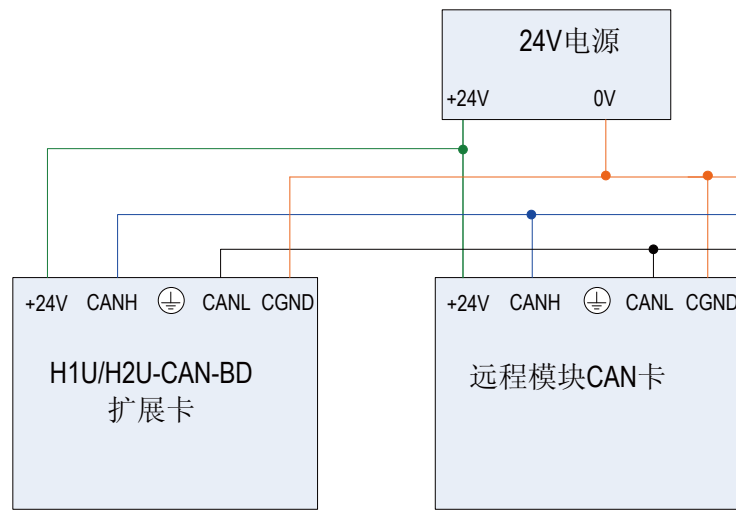 24V电源
+24V 0V
+24V CANH CANL CGND
H1U/H2U-CAN-BD
扩展卡
+24V CANH CANL CGND
远程模块CAN卡